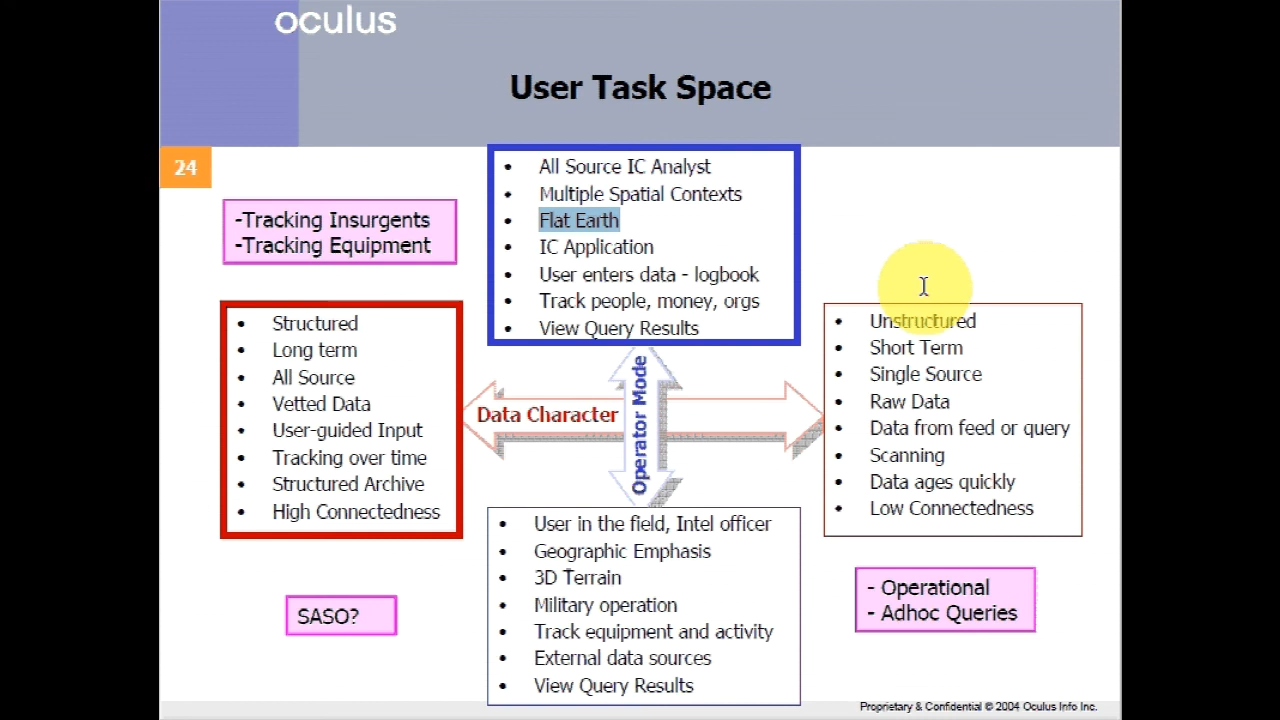 oculus
User Task Space
24
• All Source IC Analyst
• Multiple Spatial Contexts
• Flat Earth
• IC Application
• User enters data - logbook
• Track people, money, orgs
• View Query Results
-Tracking Insurgents
-Tracking Equipment
• Structured
• Long term
• All Source
• Vetted Data
• User-guided Input
• Tracking over time
• Structured Archive
• High Connectedness
Data Character
Operator Mode
• Unstructured
• Short Term
• Single Source
• Raw Data
• Data from feed or query
• Scanning
• Data ages quickly
• Low Connectedness
• User in the field, Intel officer
• Geographic Emphasis
• 3D Terrain
• Military operation
• Track equipment and activity
• External data sources
• View Query Results
SASO?
- Operational
- Adhoc Queries
Proprietary & Confidential © 2004 Oculus Info Inc.